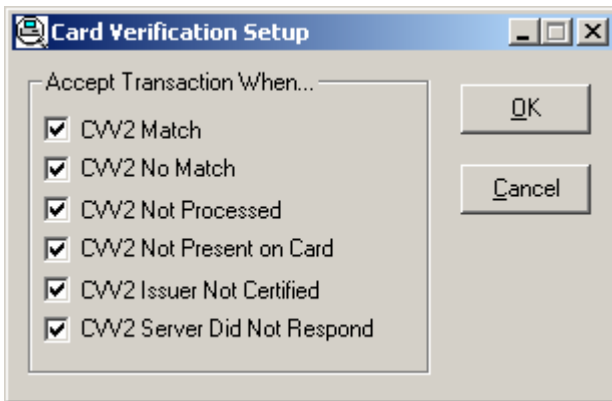 Card Verification Setup
Accept Transaction When...
CVV2 Match
CVV2 No Match
CVV2 Not Processed
CVV2 Not Present on Card
CVV2 Issuer Not Certified
CVV2 Server Did Not Respond
OK
Cancel